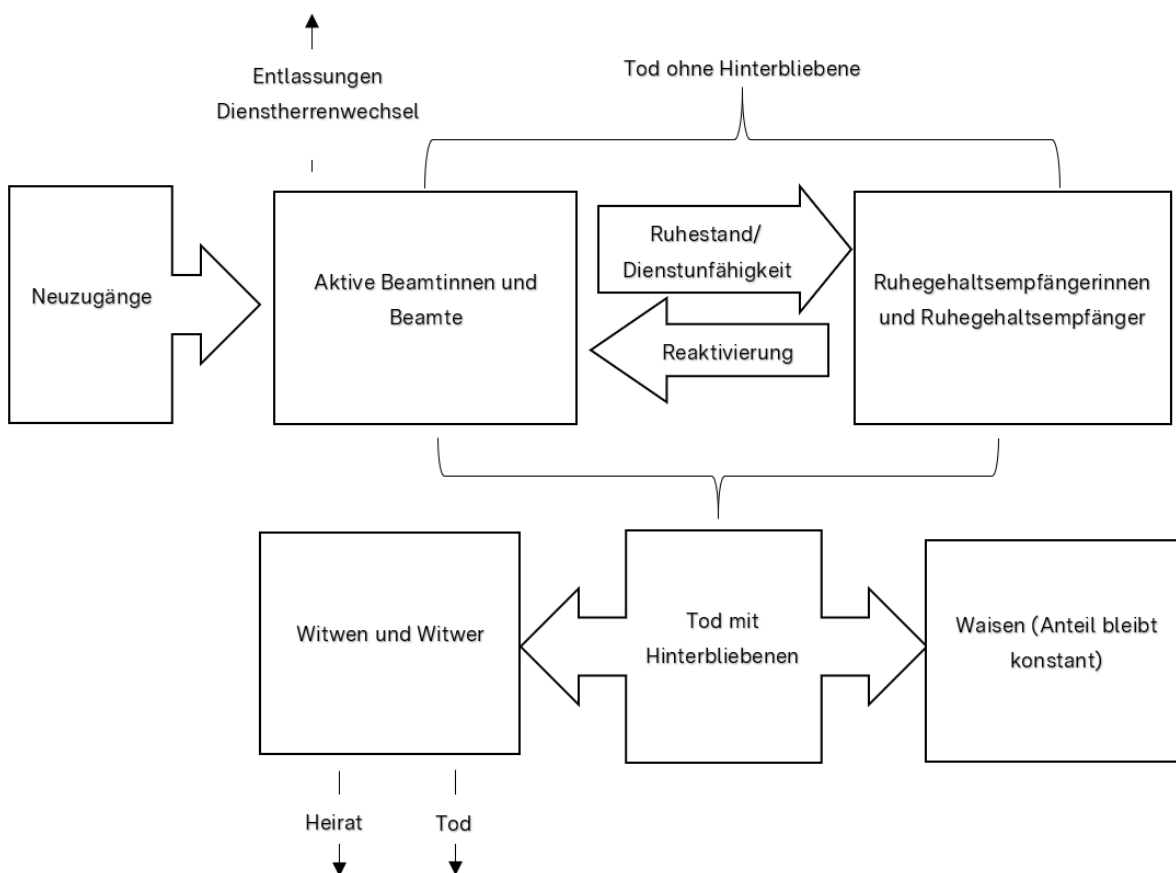 Entlassungen
Dienstherrenwechsel
Tod ohne Hinterbliebene
Neuzugänge
Aktive Beamtinnen und
Beamte
Ruhestand/
Dienstunfähigkeit
Reaktivierung
Ruhegehaltsempfängerinnen
und Ruhegehaltsempfänger
Witwen und Witwer
Tod mit
Hinterbliebenen
Waisen (Anteil bleibt
konstant)
Heirat
Tod